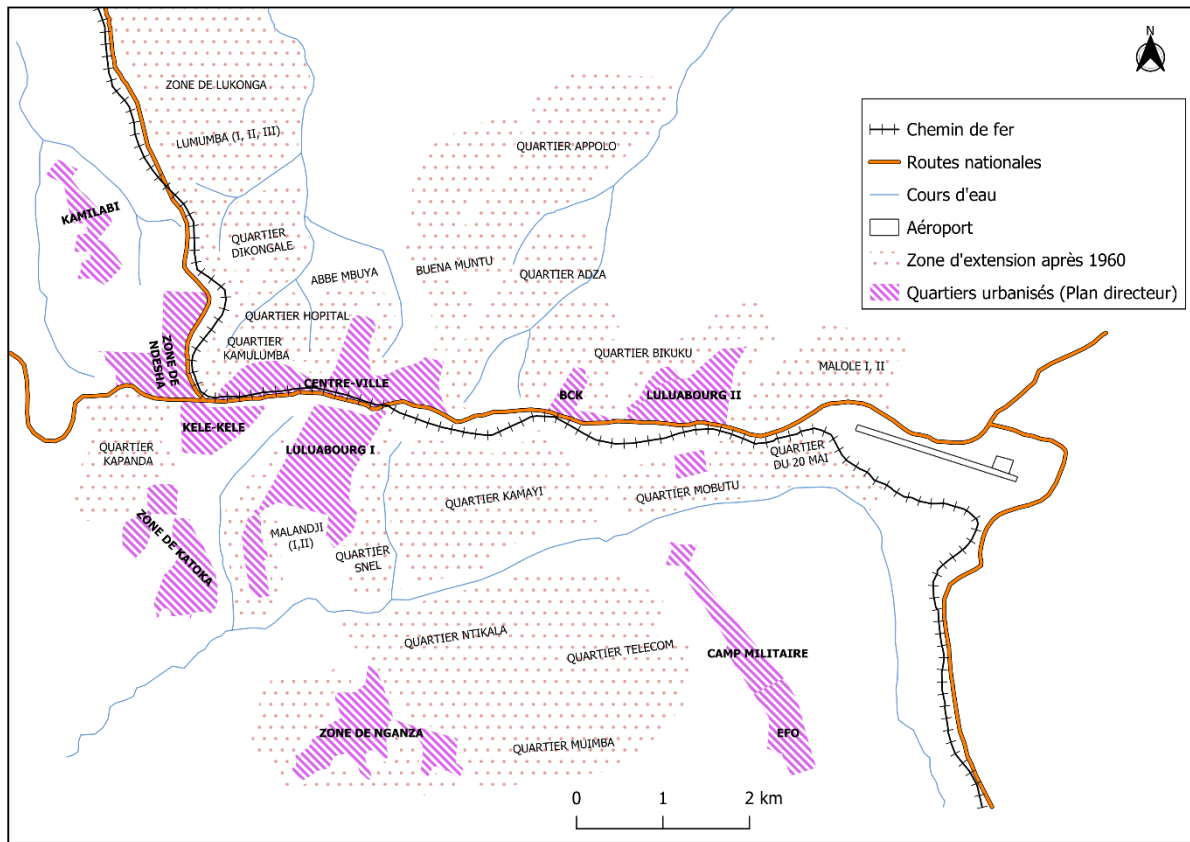 N
ZONE DE LUKONGA
LUMUMBA (I, II, III)
QUARTIER APPOLO
KAMILABI
QUARTIER
DIKONGALE
ABBE MBUYA
BUENA MUNTU
QUARTIER ADZA
QUARTIER HOPITAL
QUARTIER
KAMULUMBA
ZONE DE
NDESHA
CENTRE-VILLE
QUARTIER BIKUKU
MALOLE I, II
BCK
LULUABOURG II
KELE-KELE
LULUABOURG I
QUARTIER
KAPANDA
QUARTIER
DU 20 MAI
QUARTIER KAMAYI
QUARTIER MOBUTU
ZONE DE KATOKA
MALANDJI
(I,II)
QUARTIER
SNEL
QUARTIER NTIKALA
QUARTIER TELECOM
CAMP MILITAIRE
ZONE DE NGANZA
QUARTIER MUIMBA
EFO
Chemin de fer
Routes nationales
Cours d'eau
Aéroport
Zone d'extension après 1960
Quartiers urbanisés (Plan directeur)
0 1 2 km